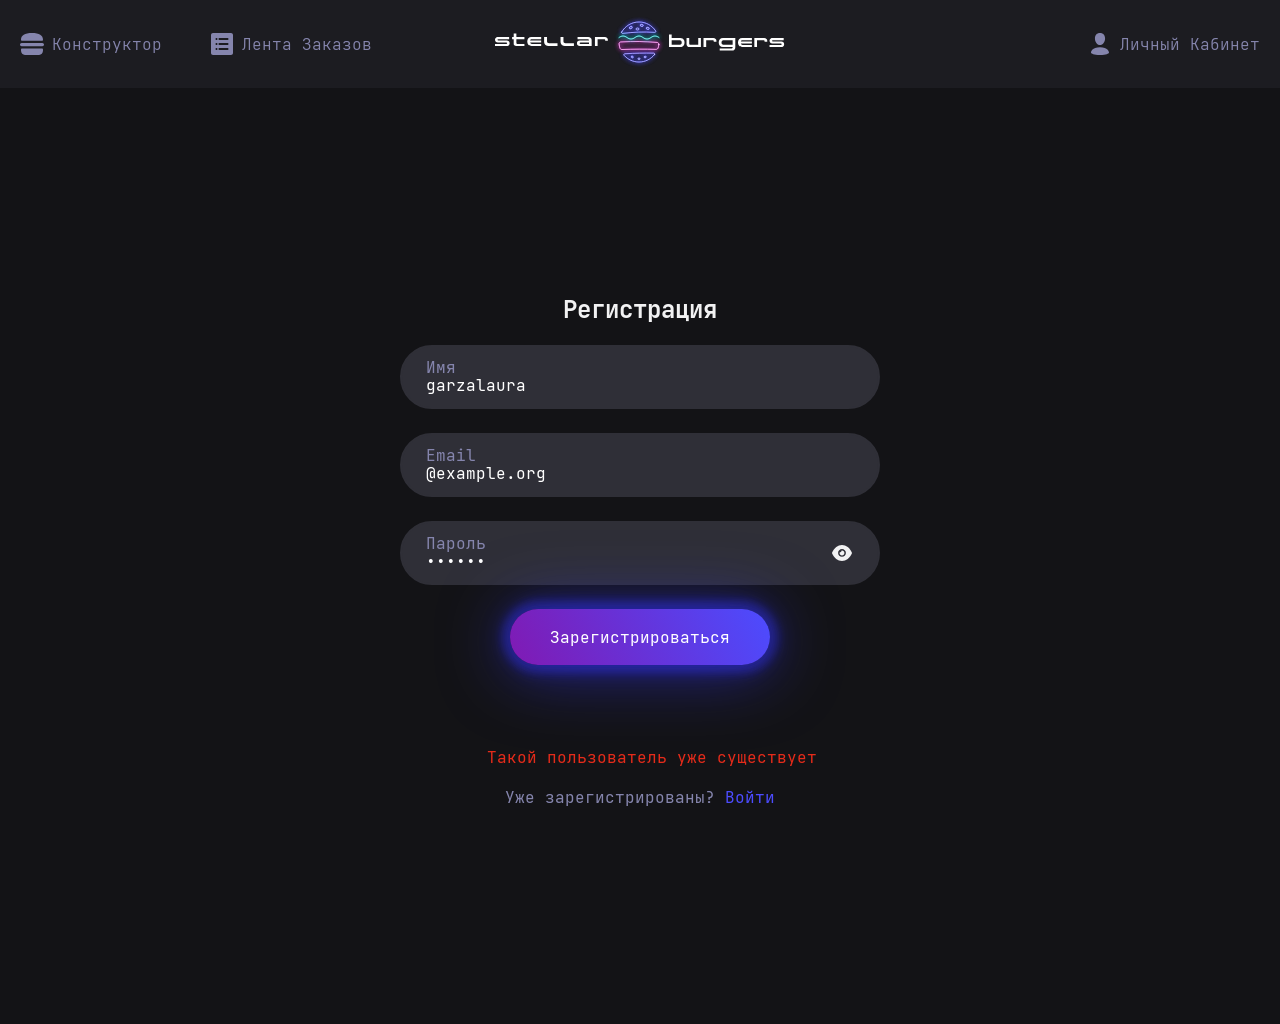 Конструктор
Лента Заказов
stellar burgers
Личный Кабинет
Регистрация
Имя
garzalaura
Email
@example.org
Пароль
••••••
Зарегистрироваться
Такой пользователь уже существует
Уже зарегистрированы? Войти